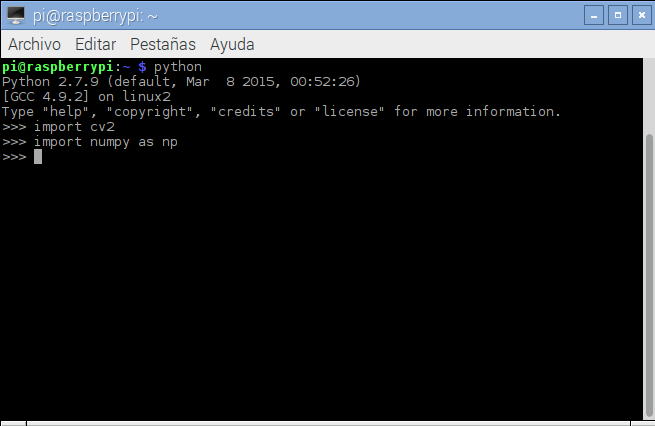 pi@raspberrypi: ~
Archivo Editar Pestañas Ayuda
pi@raspberrypi:~ $ python
Python 2.7.9 (default, Mar  8 2015, 00:52:26)
[GCC 4.9.2] on linux2
Type "help", "copyright", "credits" or "license" for more information.
>>> import cv2
>>> import numpy as np
>>>